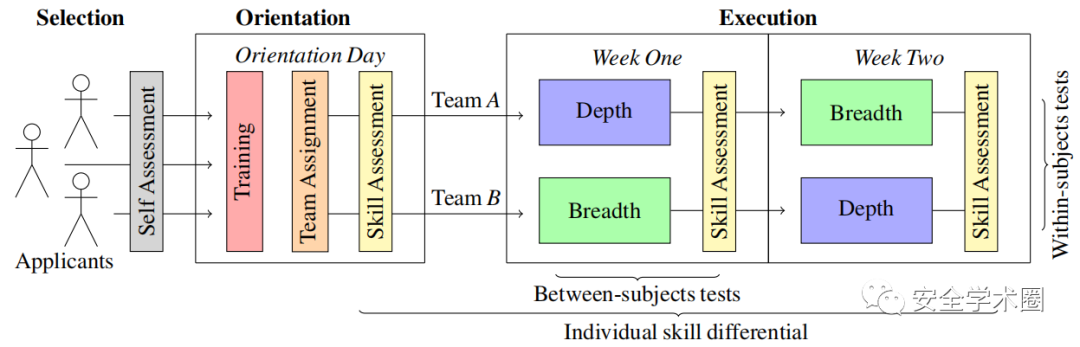 Selection
Orientation
Execution
Orientation Day
Week One
Week Two
Applicants
Self Assessment
Training
Team Assignment
Skill Assessment
Team A
Team B
Depth
Breadth
Skill Assessment
Breadth
Depth
Skill Assessment
Within-subjects tests
Between-subjects tests
Individual skill differential
安全学术圈